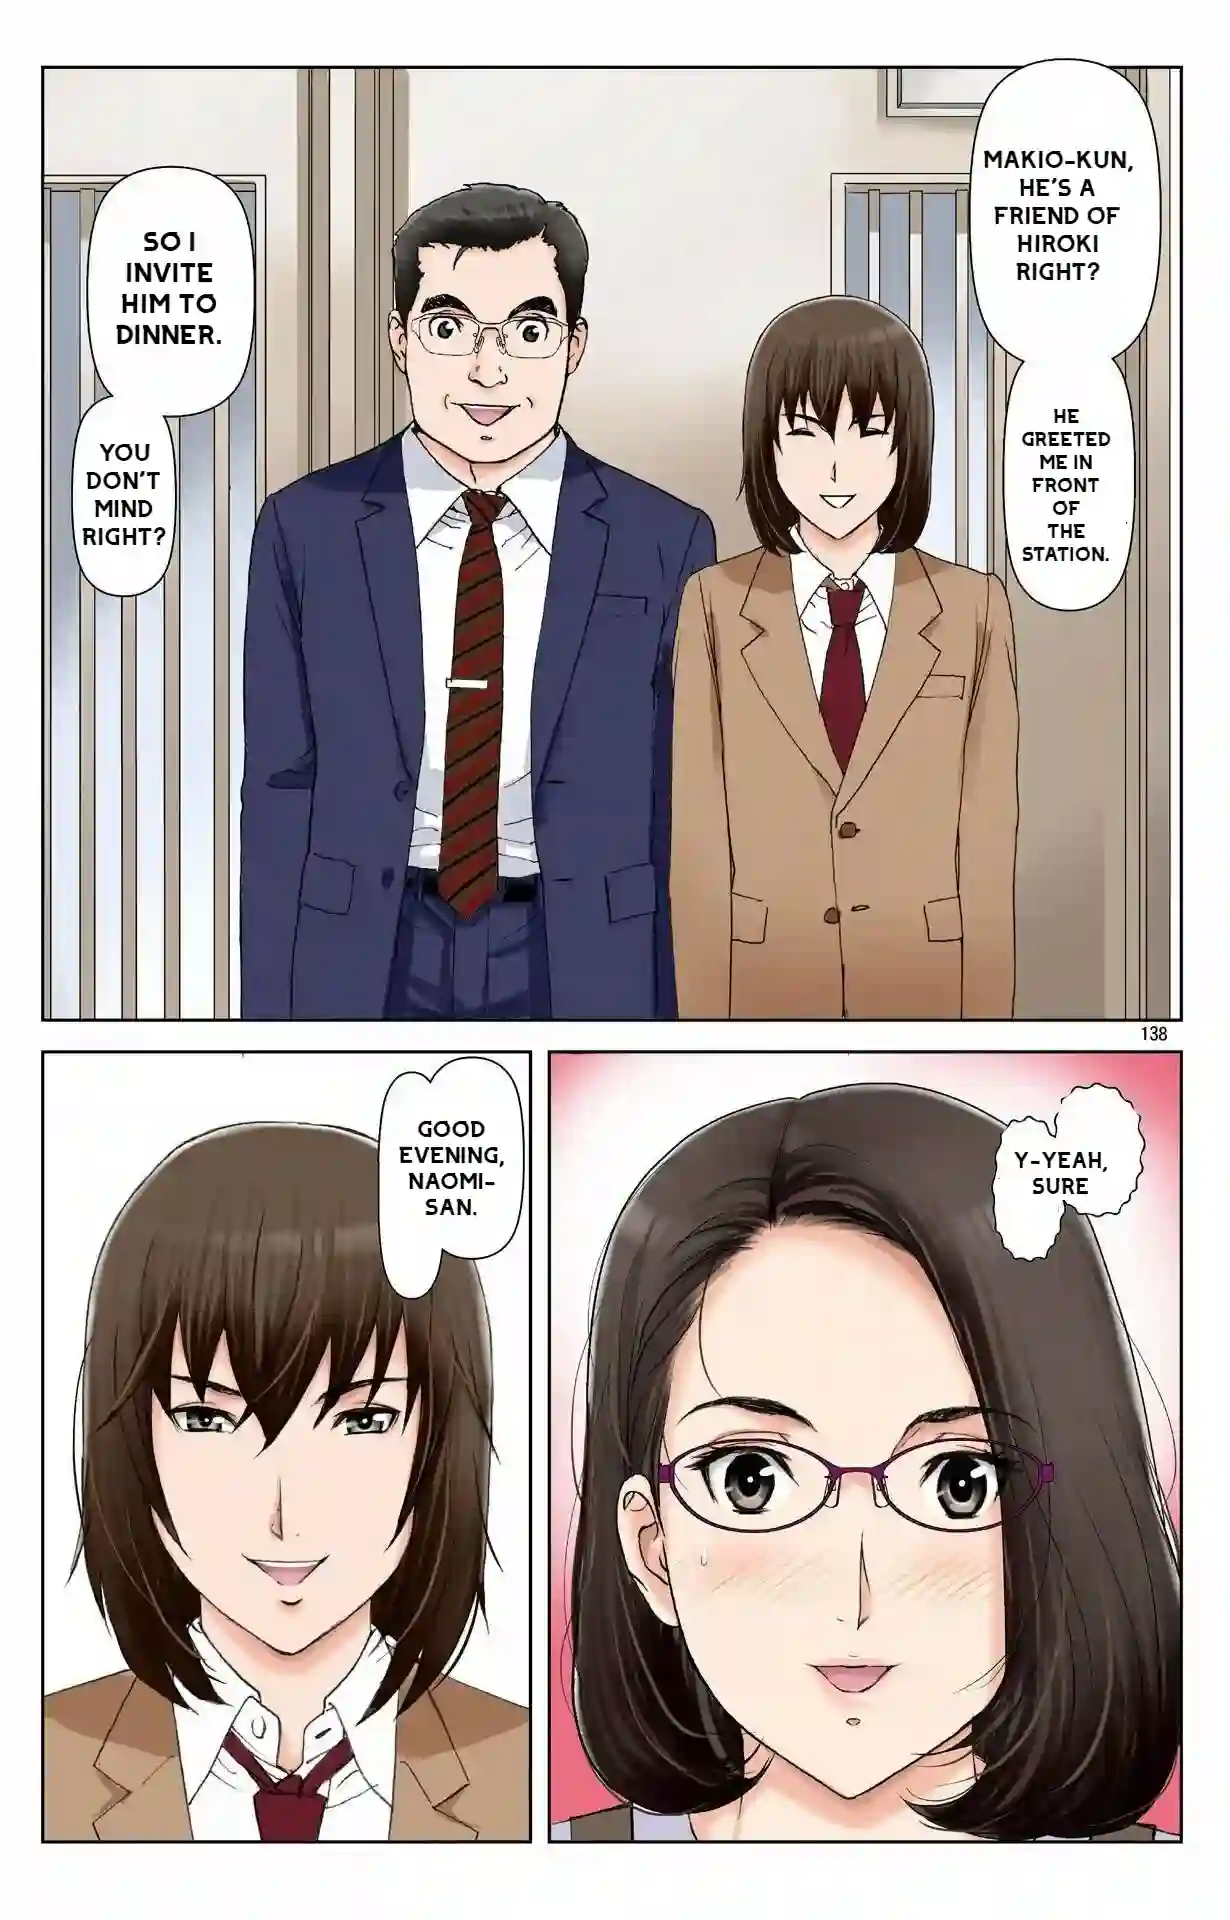 MAKIO-KUN,
HE'S A
FRIEND OF
HIROKI
RIGHT?
HE
GREETED
ME IN
FRONT
OF
THE
STATION.
SO I
INVITE
HIM TO
DINNER.
YOU
DON'T
MIND
RIGHT?
138
Y-YEAH,
SURE
GOOD
EVENING,
NAOMI-
SAN.